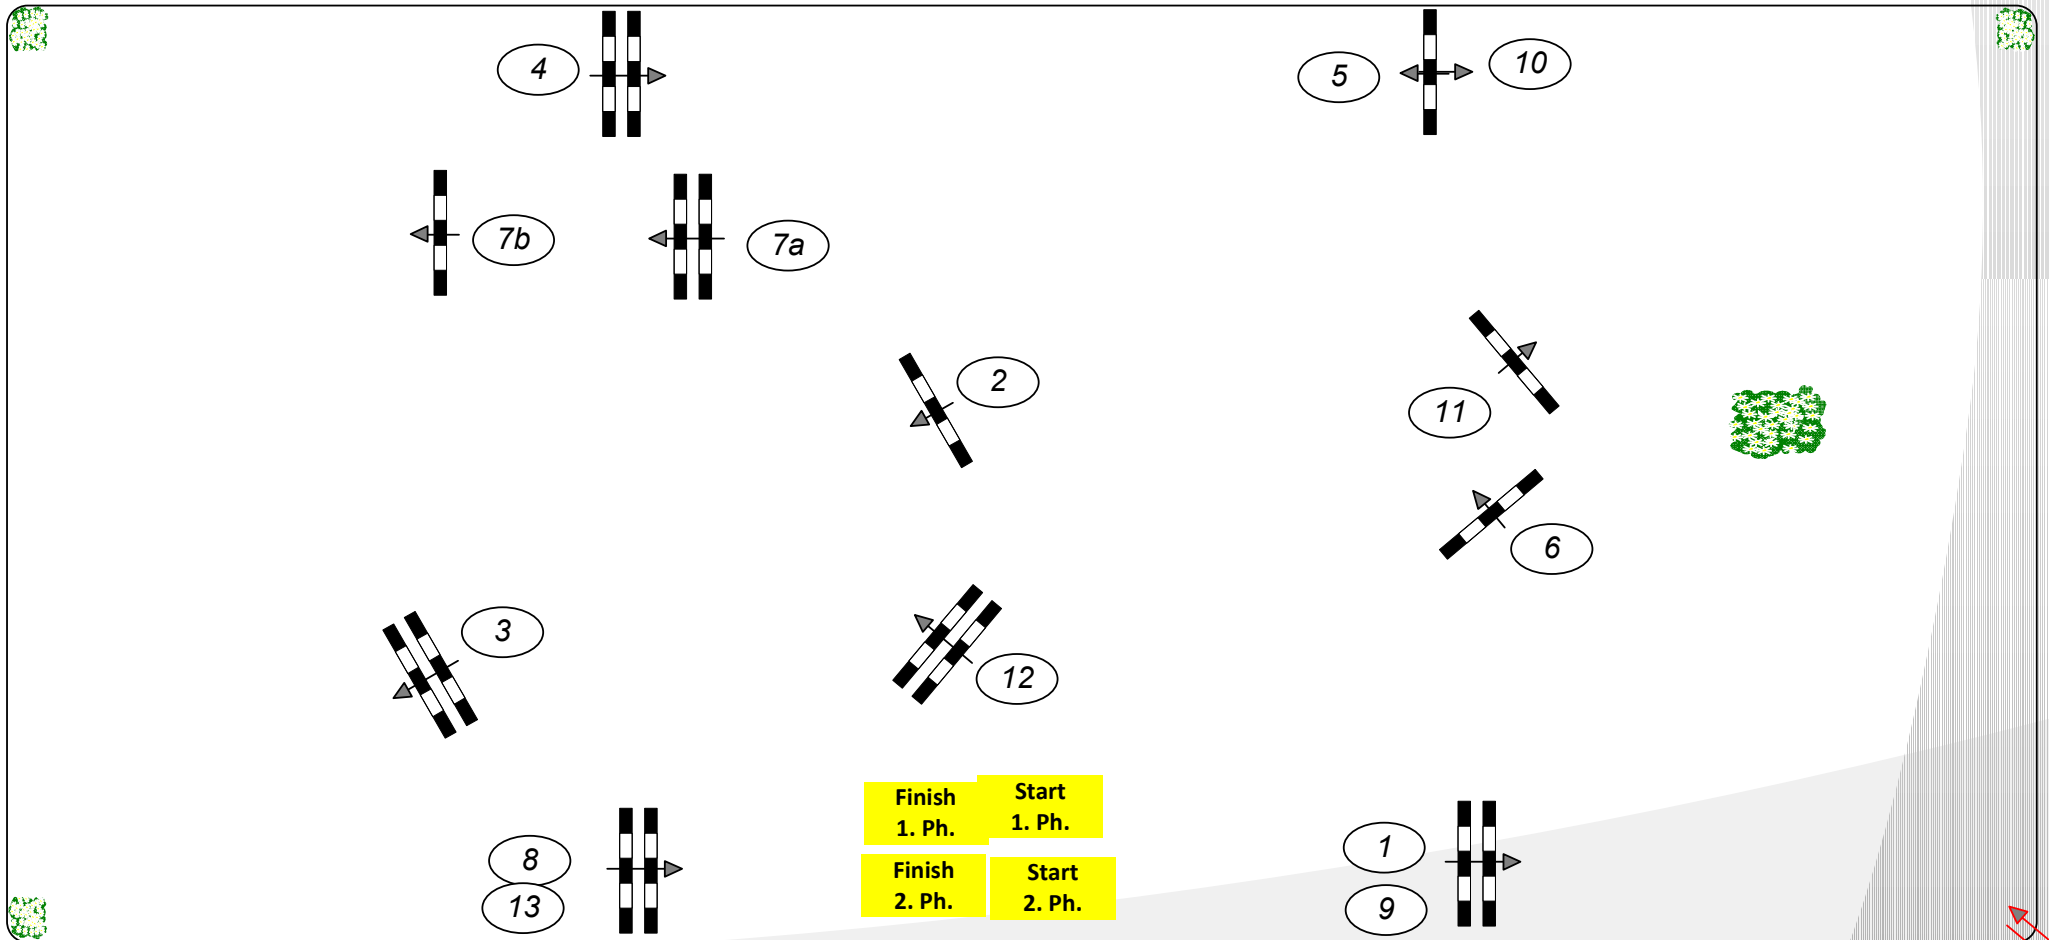 4
5
10
7b
7a
2
11
6
3
12
Finish
1. Ph.
Start
1. Ph.
8
13
Finish
2. Ph.
Start
2. Ph.
1
9